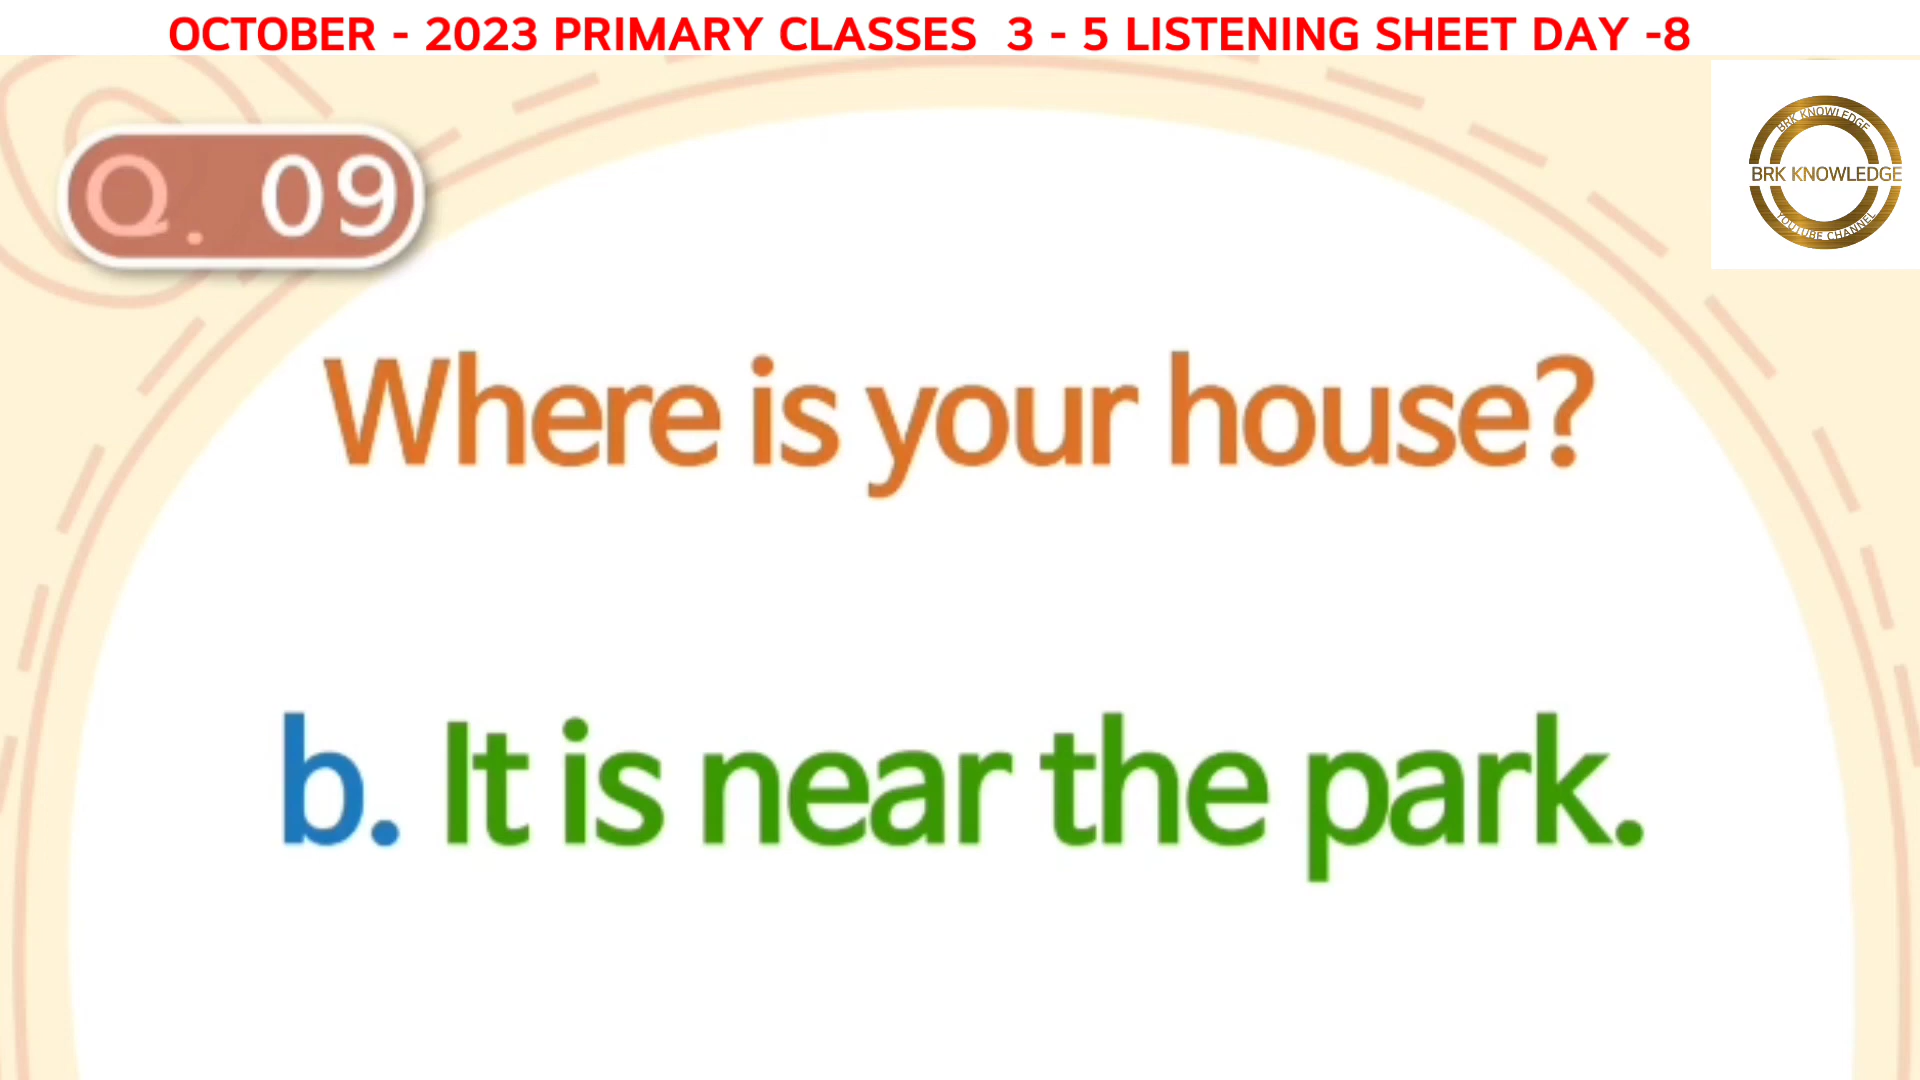 OCTOBER - 2023 PRIMARY CLASSES 3 - 5 LISTENING SHEET DAY -8
BRK KNOWLEDGE
BRK KNOWLEDGE
YOUTUBE CHANNEL
Q. 09
Where is your house?
b. It is near the park.